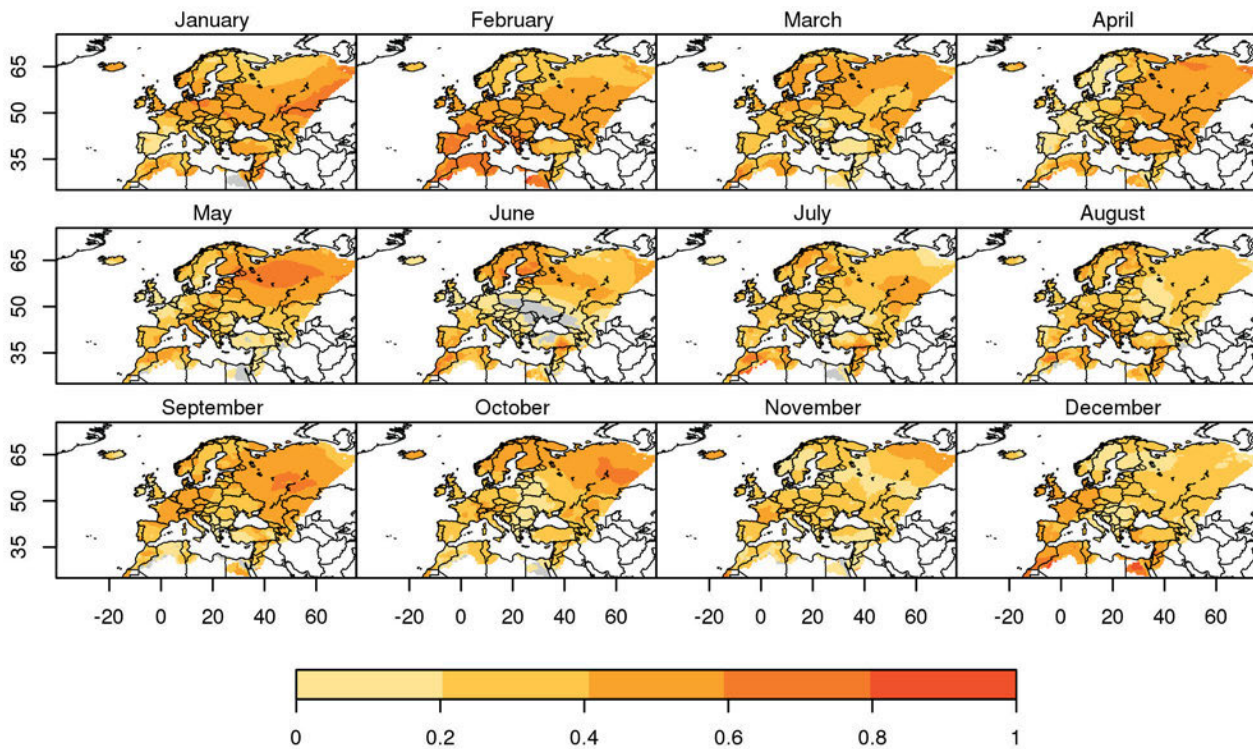 January February March April
65
50
35
May June July August
65
50
35
September October November December
65
50
35
-20 0 20 40 60 -20 0 20 40 60 -20 0 20 40 60 -20 0 20 40 60
0 0.2 0.4 0.6 0.8 1